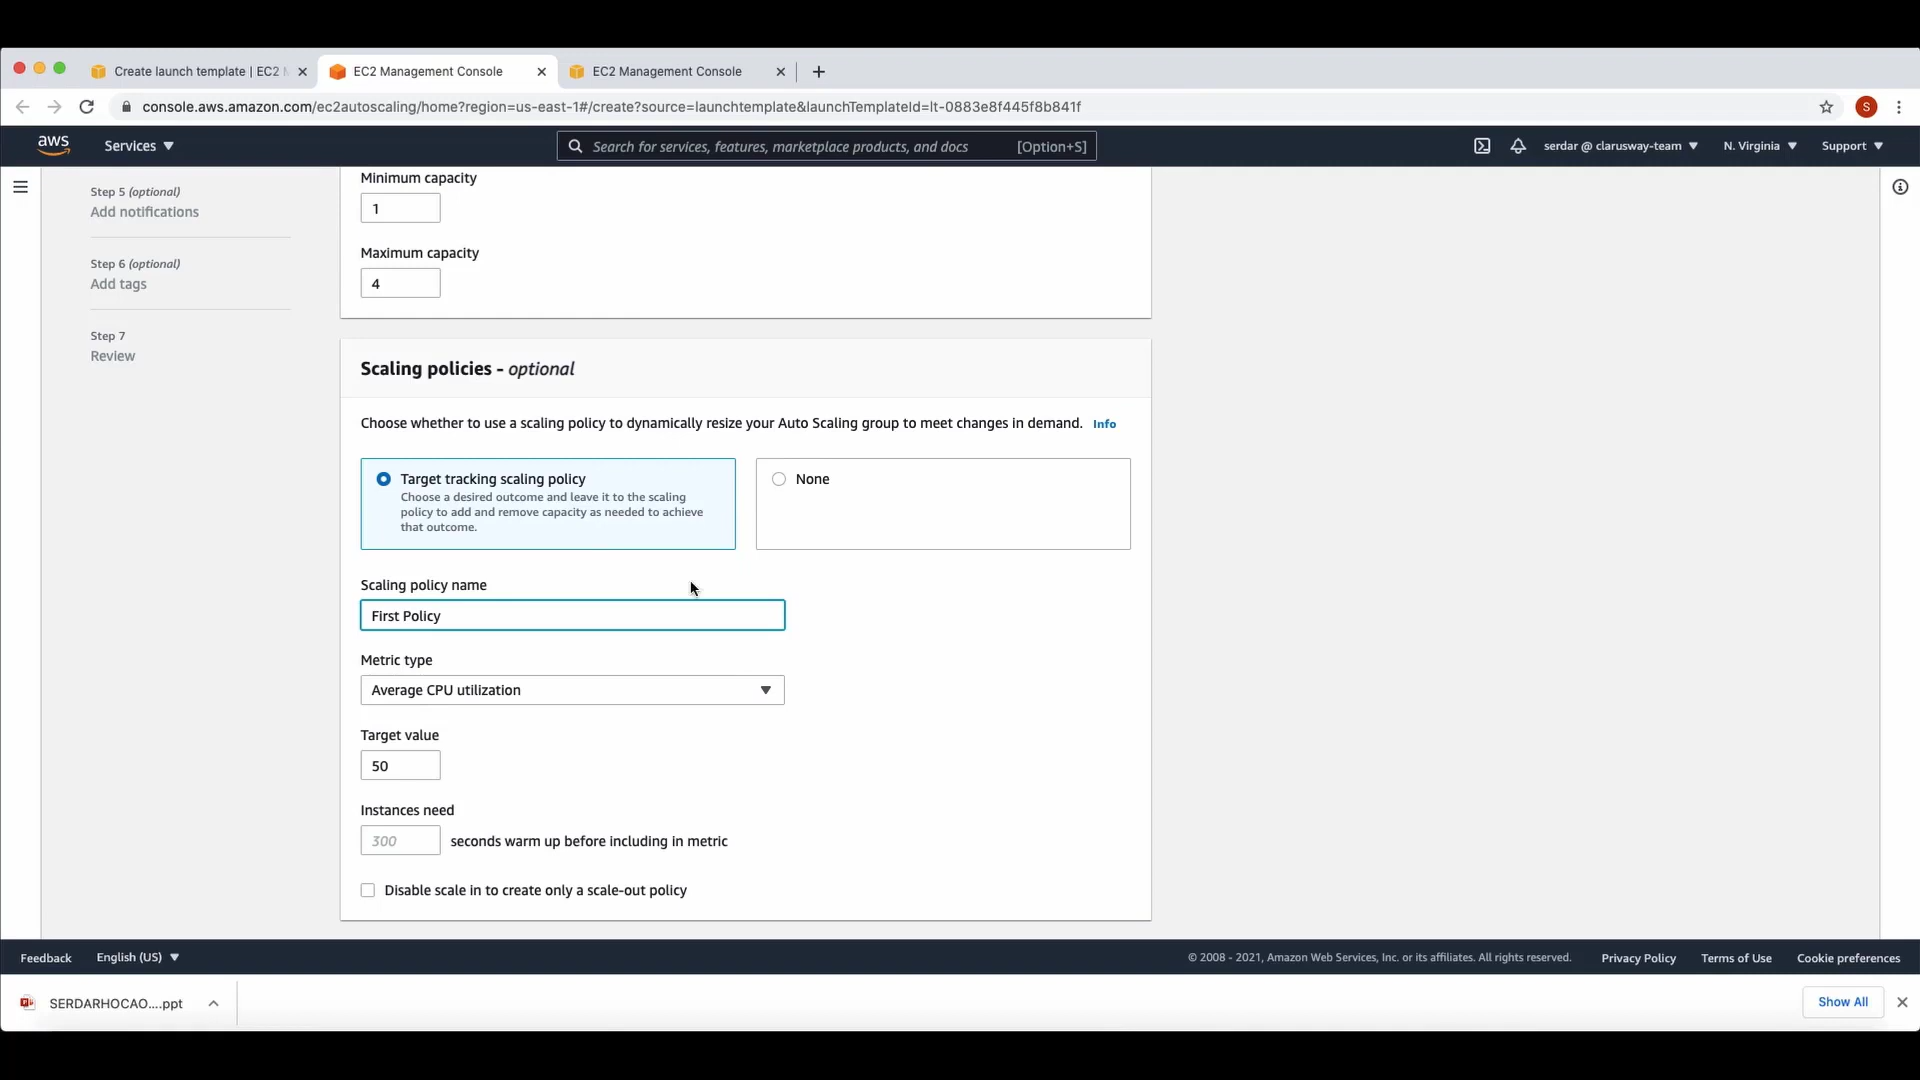 Create launch template | EC2 M
EC2 Management Console
EC2 Management Console
console.aws.amazon.com/ec2autoscaling/home?region=us-east-1#/create?source=launchtemplate&launchTemplateId=lt-0883e8f445f8b841f
S
aws
Services
Search for services, features, marketplace products, and docs
[Option+S]
serdar @ clarusway-team
N. Virginia
Support
Step 5 (optional)
Add notifications
Step 6 (optional)
Add tags
Step 7
Review
Minimum capacity
1
Maximum capacity
4
Scaling policies - optional
Choose whether to use a scaling policy to dynamically resize your Auto Scaling group to meet changes in demand. Info
Target tracking scaling policy
Choose a desired outcome and leave it to the scaling
policy to add and remove capacity as needed to achieve
that outcome.
None
Scaling policy name
First Policy
Metric type
Average CPU utilization
Target value
50
Instances need
300 seconds warm up before including in metric
Disable scale in to create only a scale-out policy
Feedback
English (US)
© 2008 - 2021, Amazon Web Services, Inc. or its affiliates. All rights reserved.
Privacy Policy
Terms of Use
Cookie preferences
SERDARHOCAO....ppt
Show All